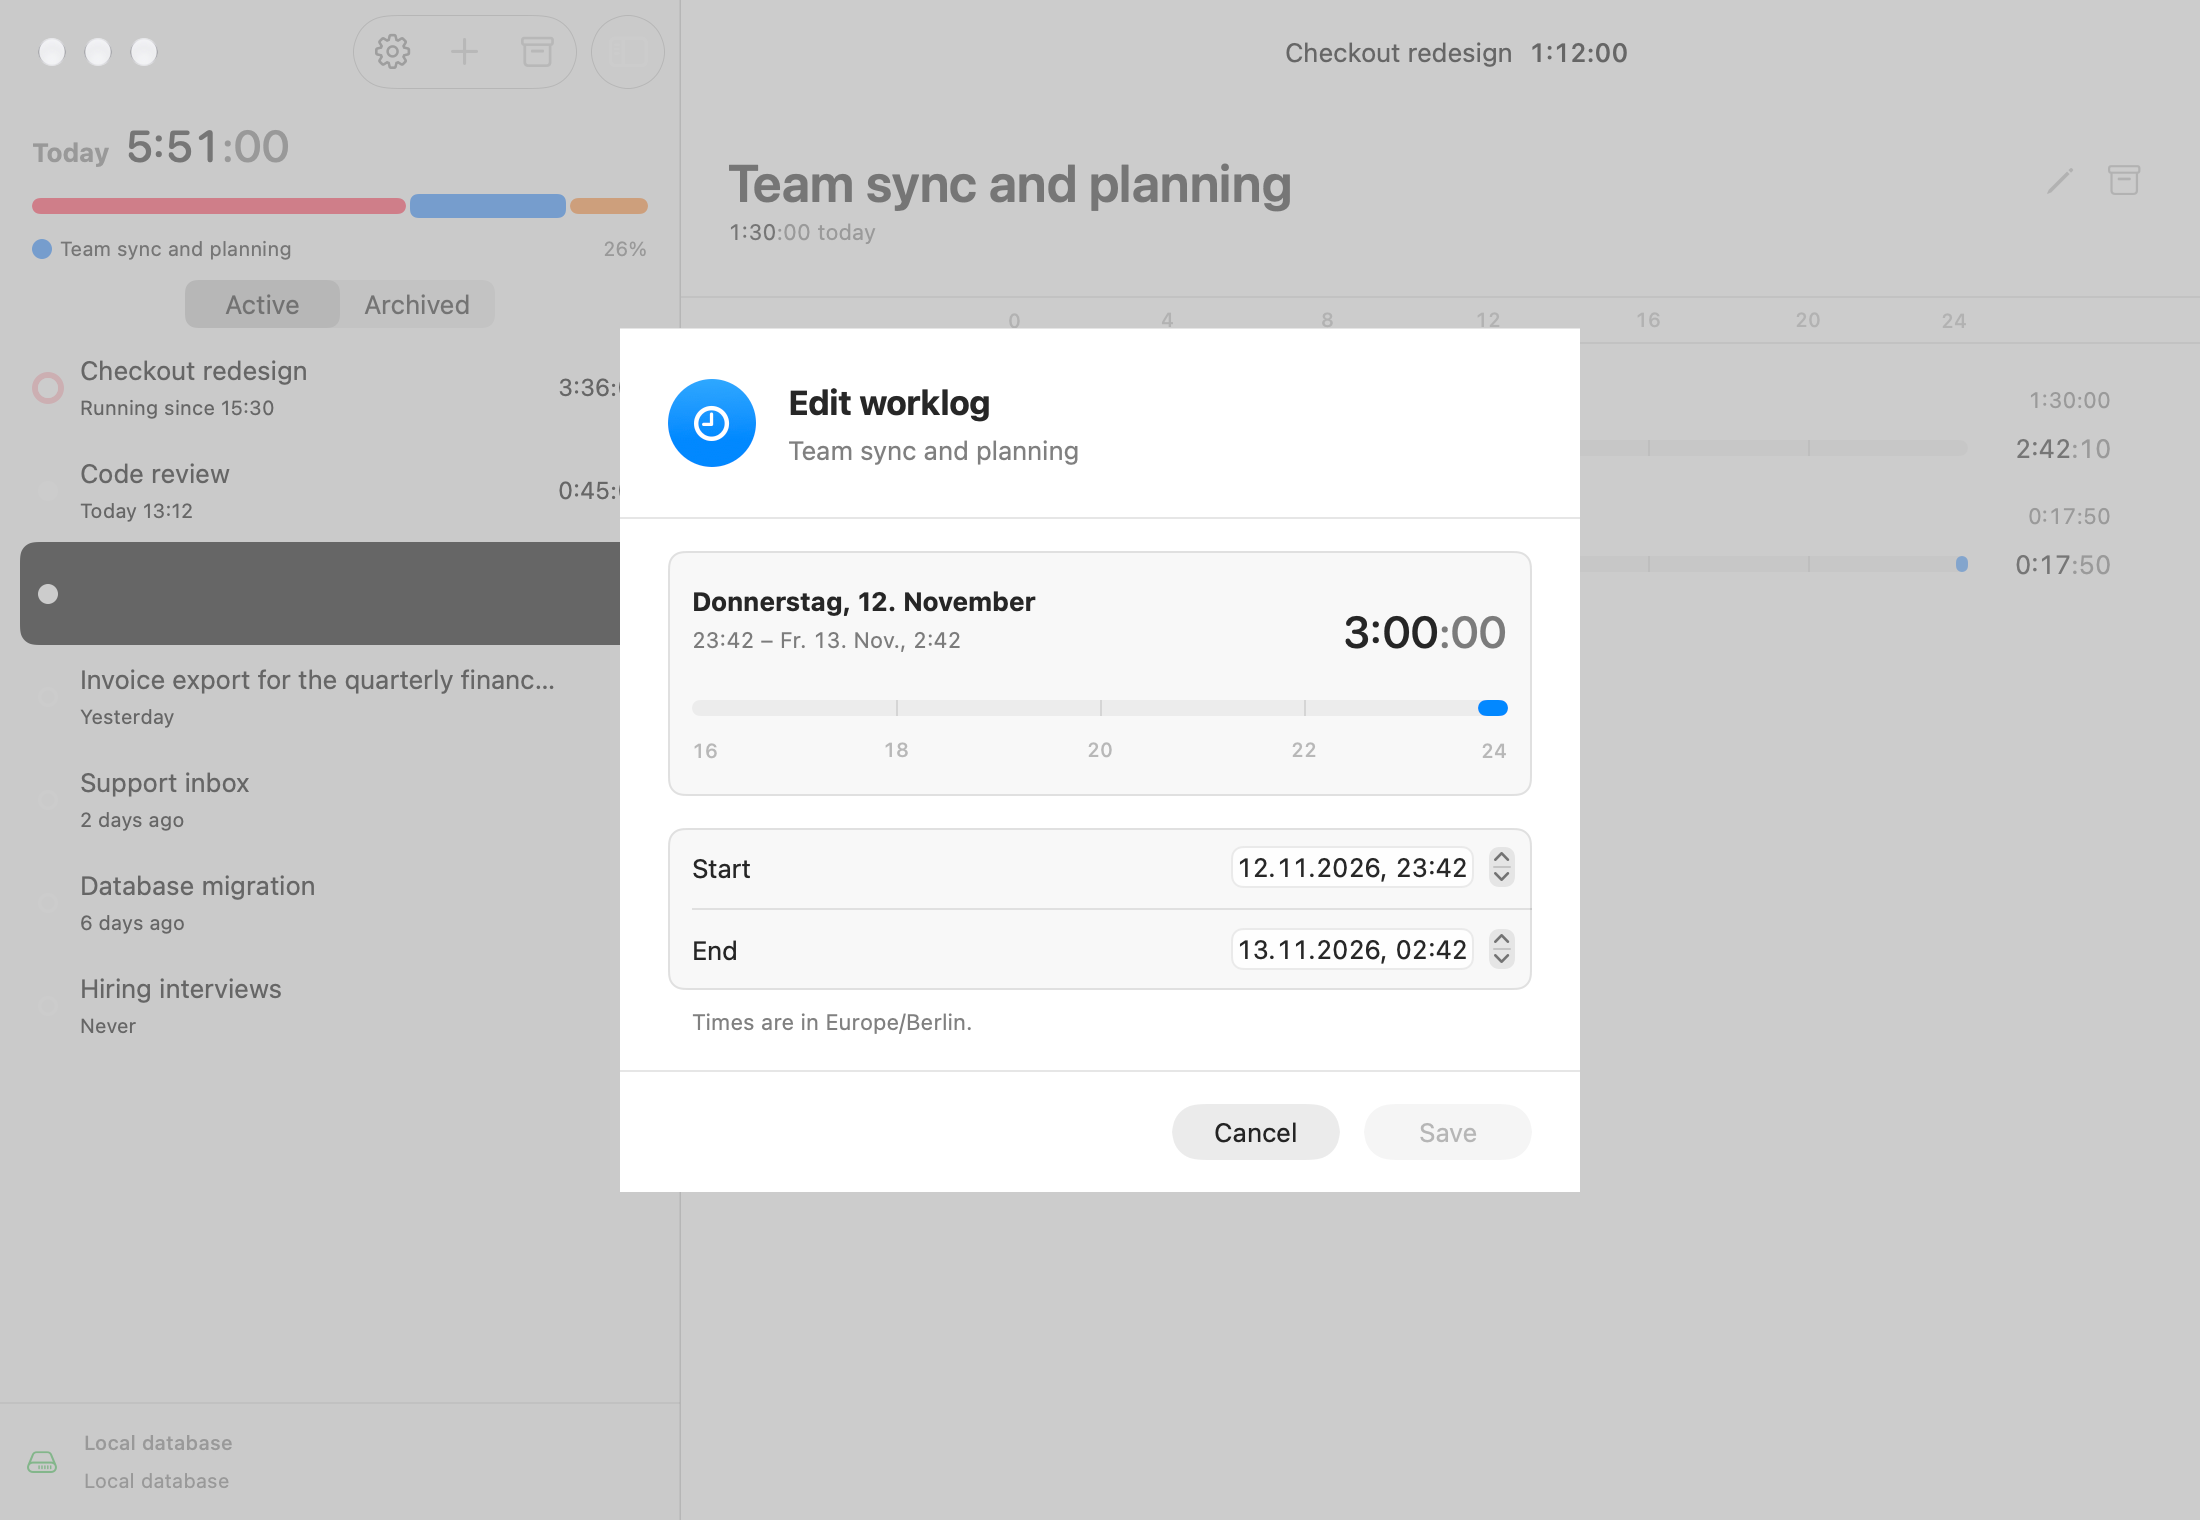 Checkout redesign 1:12:00
Today 5:51:00
Team sync and planning 26%
Active Archived
Checkout redesign
Running since 15:30
3:36:
Code review
Today 13:12
0:45:
Invoice export for the quarterly financ...
Yesterday
Support inbox
2 days ago
Database migration
6 days ago
Hiring interviews
Never
Local database
Local database
Team sync and planning
1:30:00 today
0 4 8 12 16 20 24
1:30:00
2:42:10
0:17:50
0:17:50
Edit worklog
Team sync and planning
Donnerstag, 12. November
23:42 – Fr. 13. Nov., 2:42
3:00:00
16 18 20 22 24
Start 12.11.2026, 23:42
End 13.11.2026, 02:42
Times are in Europe/Berlin.
Cancel Save